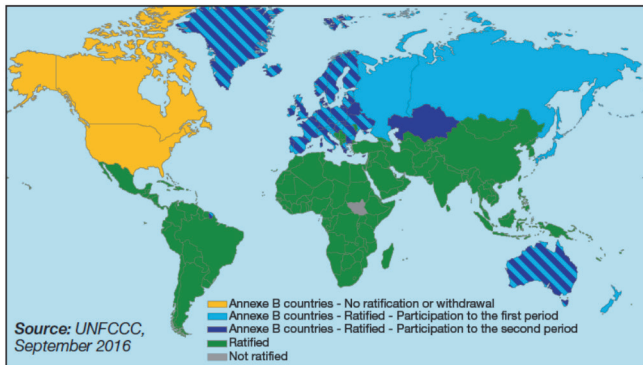 Annexe B countries - No ratification or withdrawal
Annexe B countries - Ratified - Participation to the first period
Annexe B countries - Ratified - Participation to the second period
Ratified
Not ratified
Source: UNFCCC,
September 2016